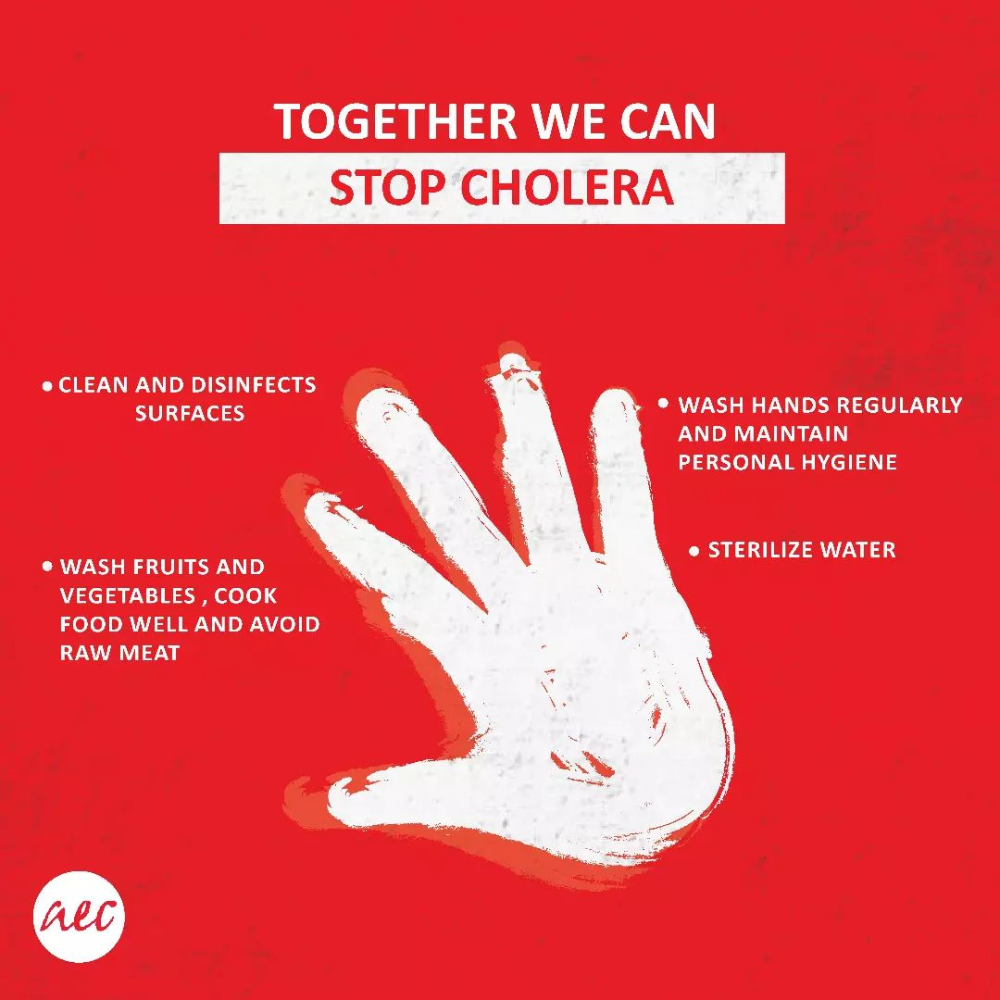 TOGETHER WE CAN
STOP CHOLERA
• CLEAN AND DISINFECTS
SURFACES
• WASH FRUITS AND
VEGETABLES , COOK
FOOD WELL AND AVOID
RAW MEAT
• WASH HANDS REGULARLY
AND MAINTAIN
PERSONAL HYGIENE
• STERILIZE WATER
aec